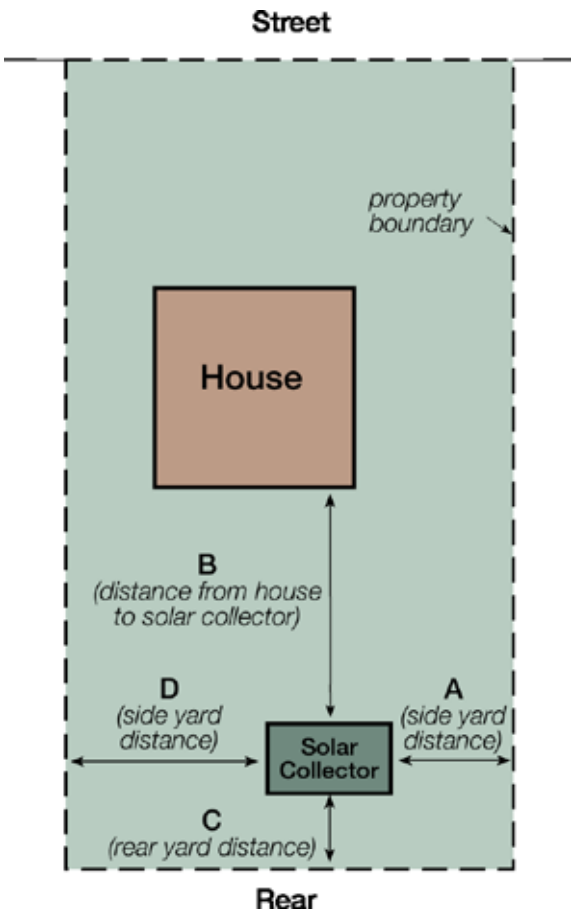 Street
property
boundary
House
B
(distance from house
to solar collector)
D
(side yard
distance)
A
(side yard
distance)
Solar
Collector
C
(rear yard distance)
Rear